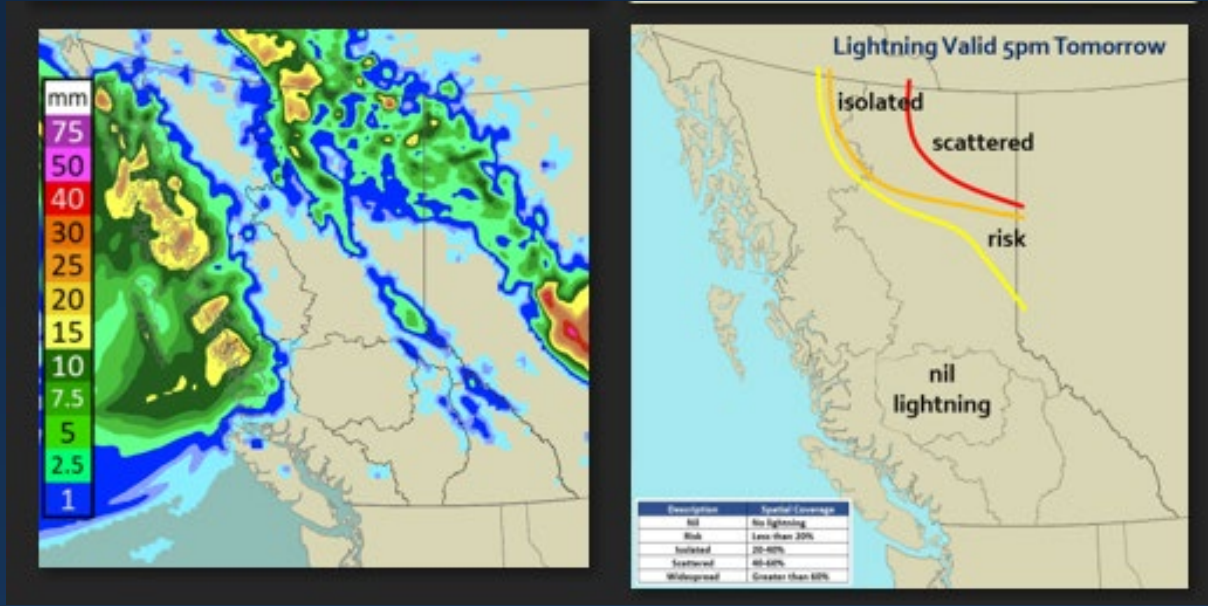 mm
75
50
40
30
25
20
15
10
7.5
5
2.5
1
Lightning Valid 5pm Tomorrow
isolated
scattered
risk
nil
lightning
Description Spatial Coverage
Nil No lightning
Risk Less than 20%
Isolated 20-40%
Scattered 40-60%
Widespread Greater than 60%